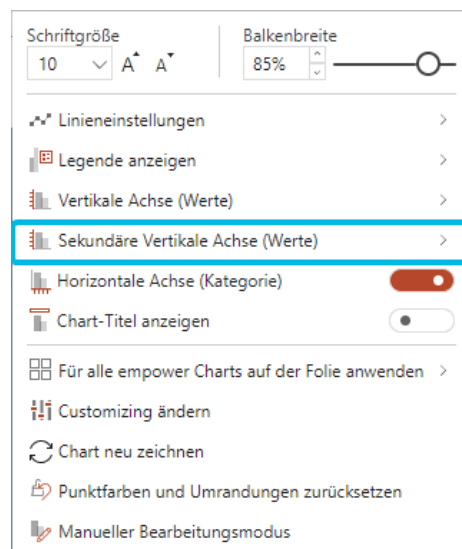 Schriftgröße Balkenbreite
10 A A 85%
Linieneinstellungen
Legende anzeigen
Vertikale Achse (Werte)
Sekundäre Vertikale Achse (Werte)
Horizontale Achse (Kategorie)
Chart-Titel anzeigen
Für alle empower Charts auf der Folie anwenden
Customizing ändern
Chart neu zeichnen
Punktfarben und Umrandungen zurücksetzen
Manueller Bearbeitungsmodus